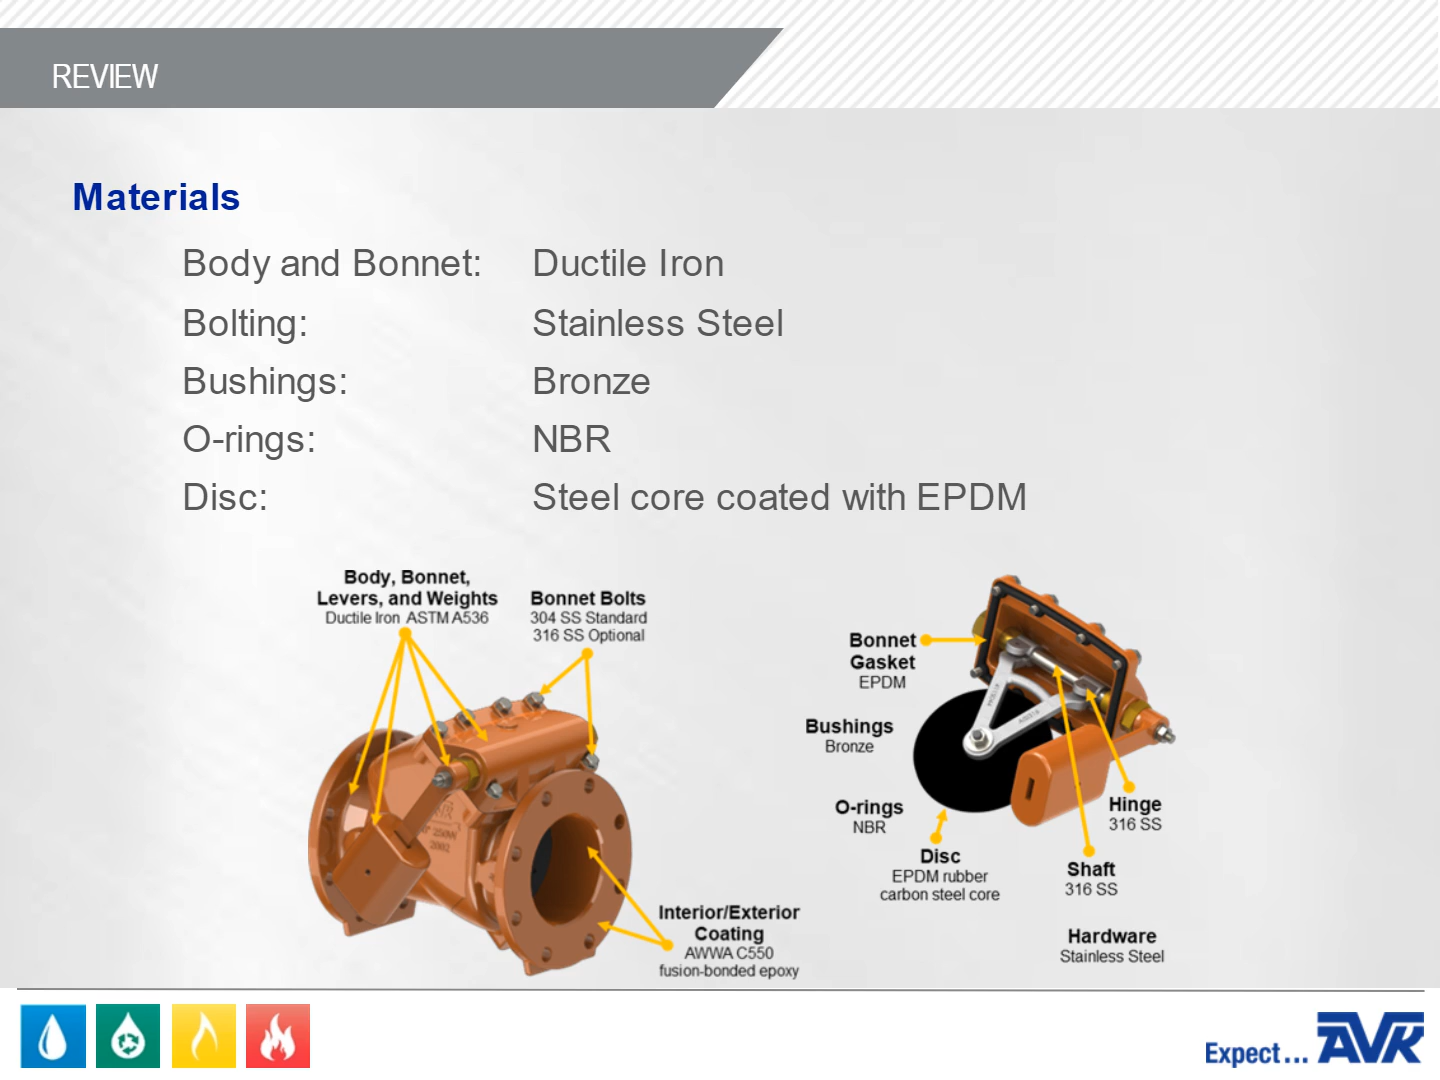 REVIEW
Materials
Body and Bonnet: Ductile Iron
Bolting: Stainless Steel
Bushings: Bronze
O-rings: NBR
Disc: Steel core coated with EPDM
Body, Bonnet,
Levers, and Weights
Ductile Iron ASTM A536
Bonnet Bolts
304 SS Standard
316 SS Optional
Interior/Exterior
Coating
AWWA C550
fusion-bonded epoxy
Bonnet
Gasket
EPDM
Bushings
Bronze
O-rings
NBR
Disc
EPDM rubber
carbon steel core
Hinge
316 SS
Shaft
316 SS
Hardware
Stainless Steel
Expect...
AVK